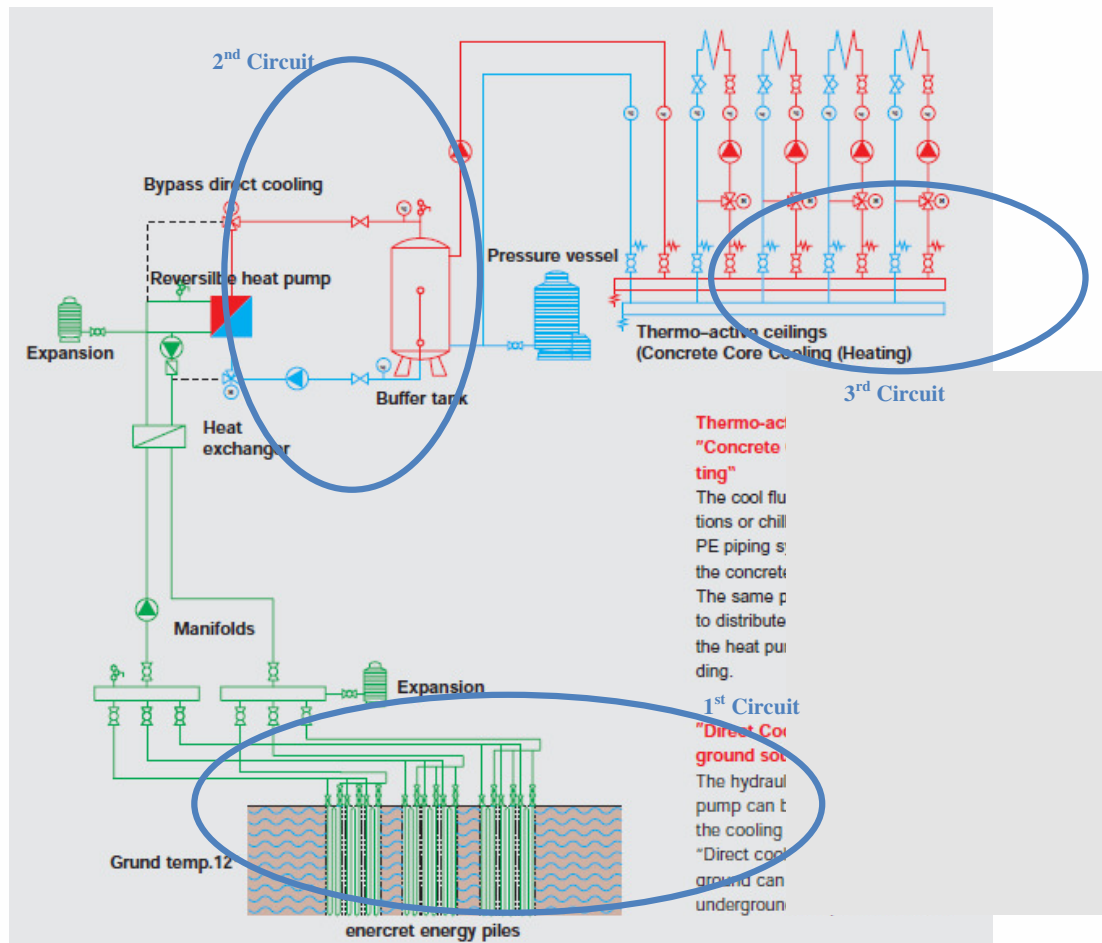 2nd Circuit
Bypass direct cooling
Reversilbe heat pump
Pressure vessel
Expansion
Thermo-active ceilings
(Concrete Core Cooling (Heating)
Buffer tank
3rd Circuit
Heat
exchanger
Thermo-act
"Concrete
ting"
The cool flu
tions or chill
PE piping sy
the concrete
The same p
to distribute
the heat pu
ding.
Manifolds
Expansion
1st Circuit
"Direct Coo
ground sou
The hydraul
pump can b
the cooling
"Direct cool
ground can
undergroun
Grund temp.12
enercret energy piles